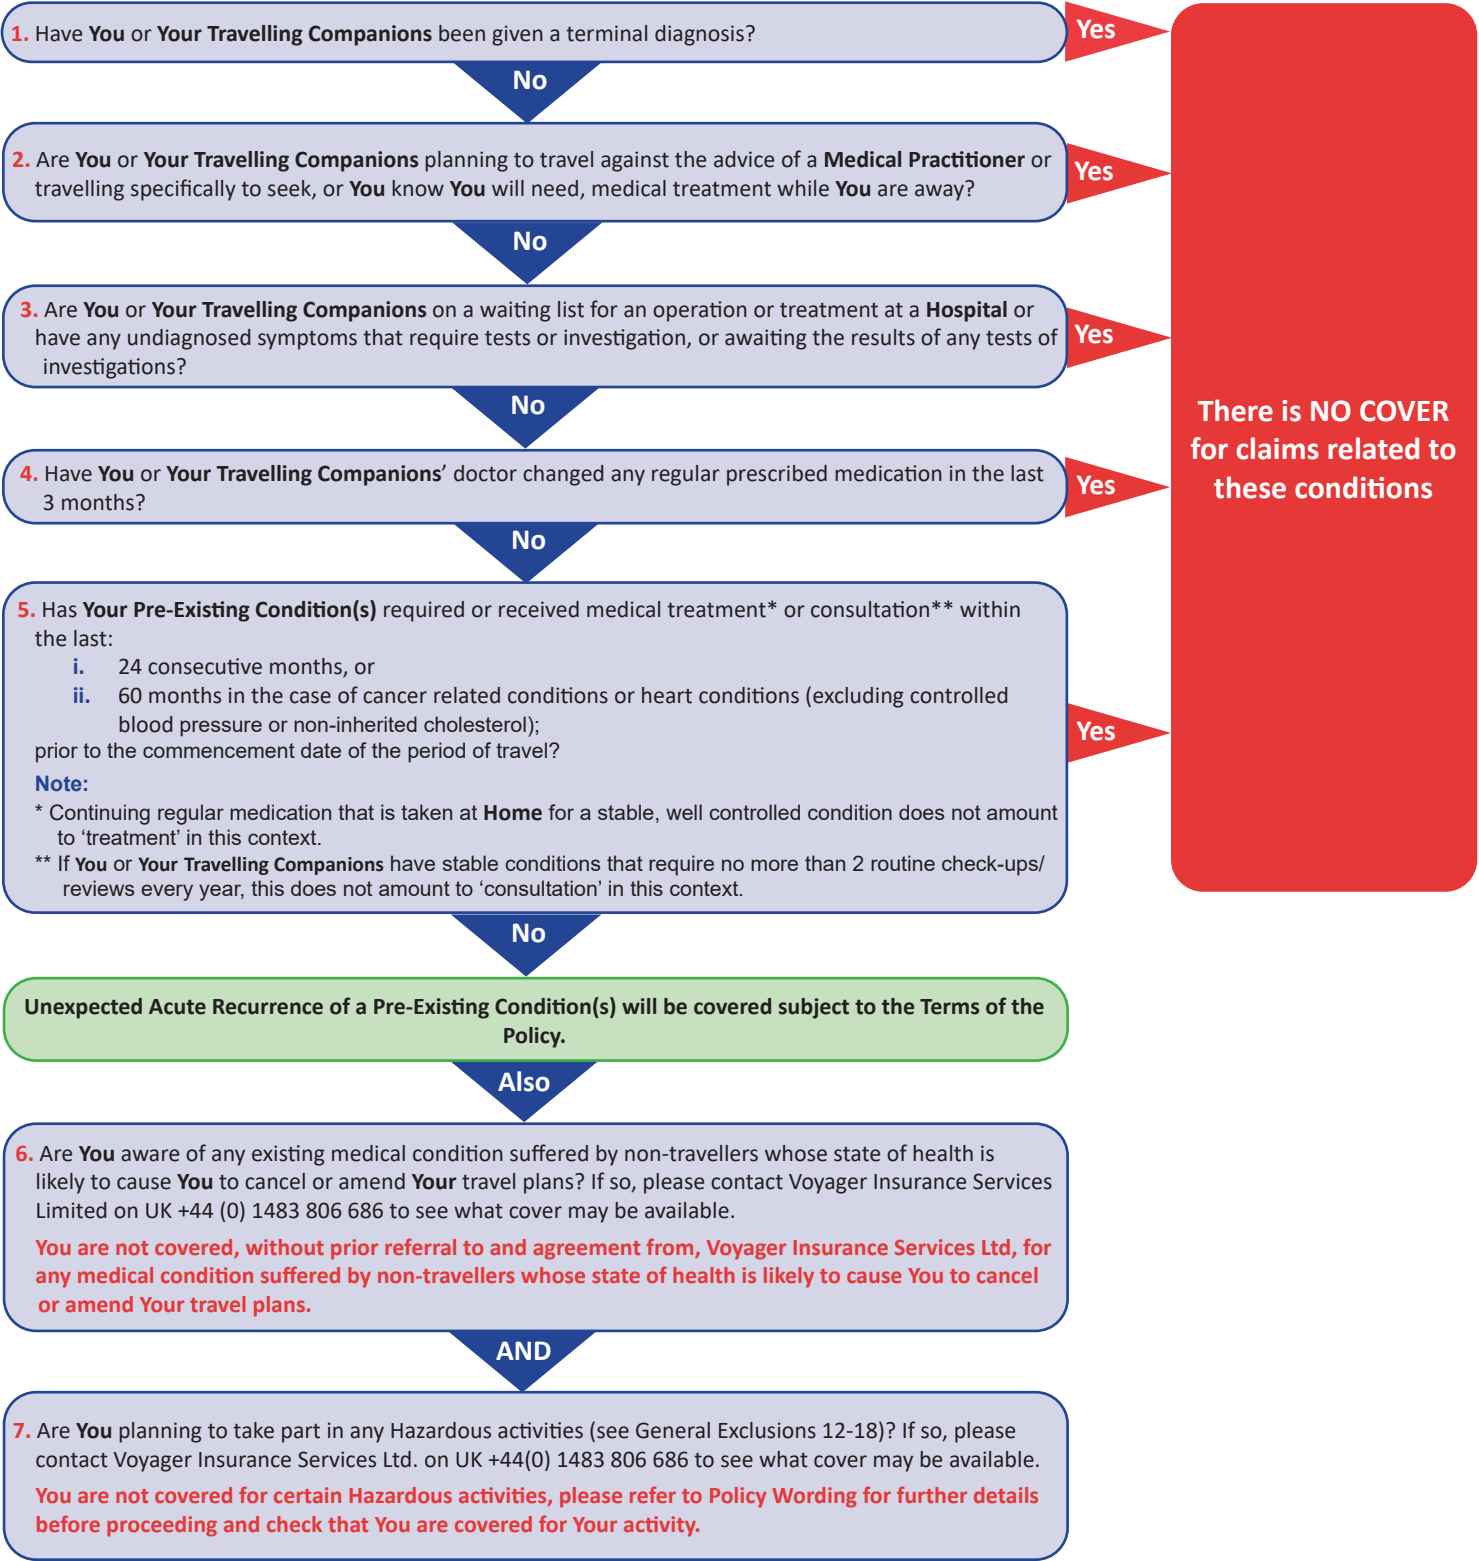 1. Have You or Your Travelling Companions been given a terminal diagnosis?
Yes
No
2. Are You or Your Travelling Companions planning to travel against the advice of a Medical Practitioner or
travelling specifically to seek, or You know You will need, medical treatment while You are away?
Yes
No
3. Are You or Your Travelling Companions on a waiting list for an operation or treatment at a Hospital or
have any undiagnosed symptoms that require tests or investigation, or awaiting the results of any tests of
investigations?
Yes
No
4. Have You or Your Travelling Companions’ doctor changed any regular prescribed medication in the last
3 months?
Yes
No
5. Has Your Pre-Existing Condition(s) required or received medical treatment* or consultation** within
the last:
i. 24 consecutive months, or
ii. 60 months in the case of cancer related conditions or heart conditions (excluding controlled
blood pressure or non-inherited cholesterol);
prior to the commencement date of the period of travel?
Note:
* Continuing regular medication that is taken at Home for a stable, well controlled condition does not amount
to ‘treatment’ in this context.
** If You or Your Travelling Companions have stable conditions that require no more than 2 routine check-ups/
reviews every year, this does not amount to ‘consultation’ in this context.
Yes
No
There is NO COVER
for claims related to
these conditions
Unexpected Acute Recurrence of a Pre-Existing Condition(s) will be covered subject to the Terms of the
Policy.
Also
6. Are You aware of any existing medical condition suffered by non-travellers whose state of health is
likely to cause You to cancel or amend Your travel plans? If so, please contact Voyager Insurance Services
Limited on UK +44 (0) 1483 806 686 to see what cover may be available.
You are not covered, without prior referral to and agreement from, Voyager Insurance Services Ltd, for
any medical condition suffered by non-travellers whose state of health is likely to cause You to cancel
or amend Your travel plans.
AND
7. Are You planning to take part in any Hazardous activities (see General Exclusions 12-18)? If so, please
contact Voyager Insurance Services Ltd. on UK +44(0) 1483 806 686 to see what cover may be available.
You are not covered for certain Hazardous activities, please refer to Policy Wording for further details
before proceeding and check that You are covered for Your activity.